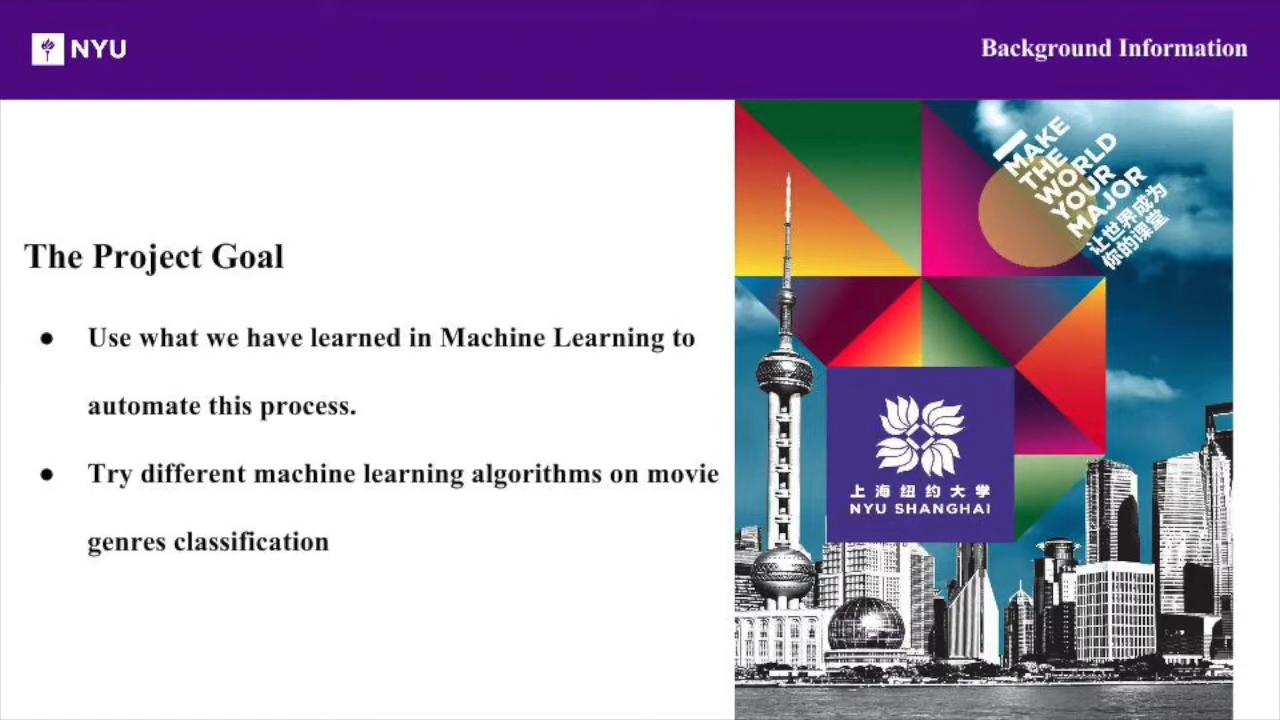 NYU
Background Information
The Project Goal
● Use what we have learned in Machine Learning to
automate this process.
● Try different machine learning algorithms on movie
genres classification
MAKE
THE
WORLD
YOUR
MAJOR
让世界成为
你的课堂
上海纽约大学
NYU SHANGHAI